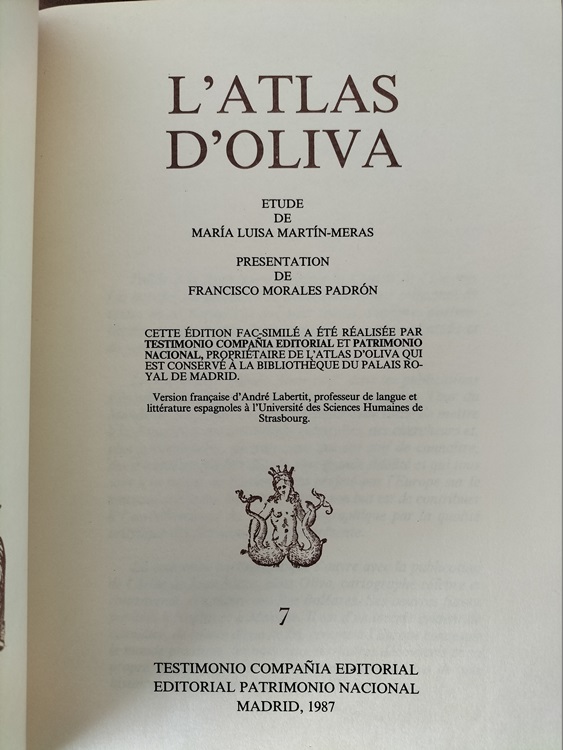 L'ATLAS
D'OLIVA
ETUDE
DE
MARÍA LUISA MARTÍN-MERAS
PRESENTATION
DE
FRANCISCO MORALES PADRÓN
CETTE ÉDITION FAC-SIMILÉ A ÉTÉ RÉALISÉE PAR
TESTIMONIO COMPAÑIA EDITORIAL ET PATRIMONIO
NACIONAL, PROPRIÉTAIRE DE L'ATLAS D'OLIVA QUI
EST CONSERVÉ À LA BIBLIOTHÈQUE DU PALAIS RO-
YAL DE MADRID.
Version française d'André Labertit, professeur de langue et
littérature espagnoles à l'Université des Sciences Humaines de
Strasbourg.
7
TESTIMONIO COMPAÑIA EDITORIAL
EDITORIAL PATRIMONIO NACIONAL
MADRID, 1987